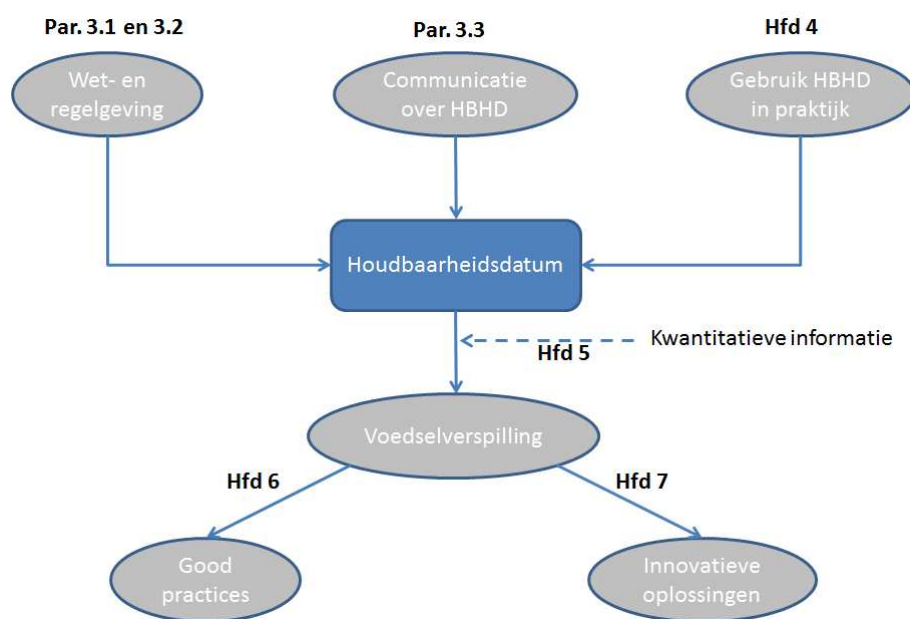 Par. 3.1 en 3.2
Par. 3.3
Hfd 4
Wet- en
regelgeving
Communicatie
over HBHD
Gebruik HBHD
in praktijk
Houdbaarheidsdatum
Kwantitatieve informatie
Hfd 5
Voedselverspilling
Hfd 6
Hfd 7
Good
practices
Innovatieve
oplossingen